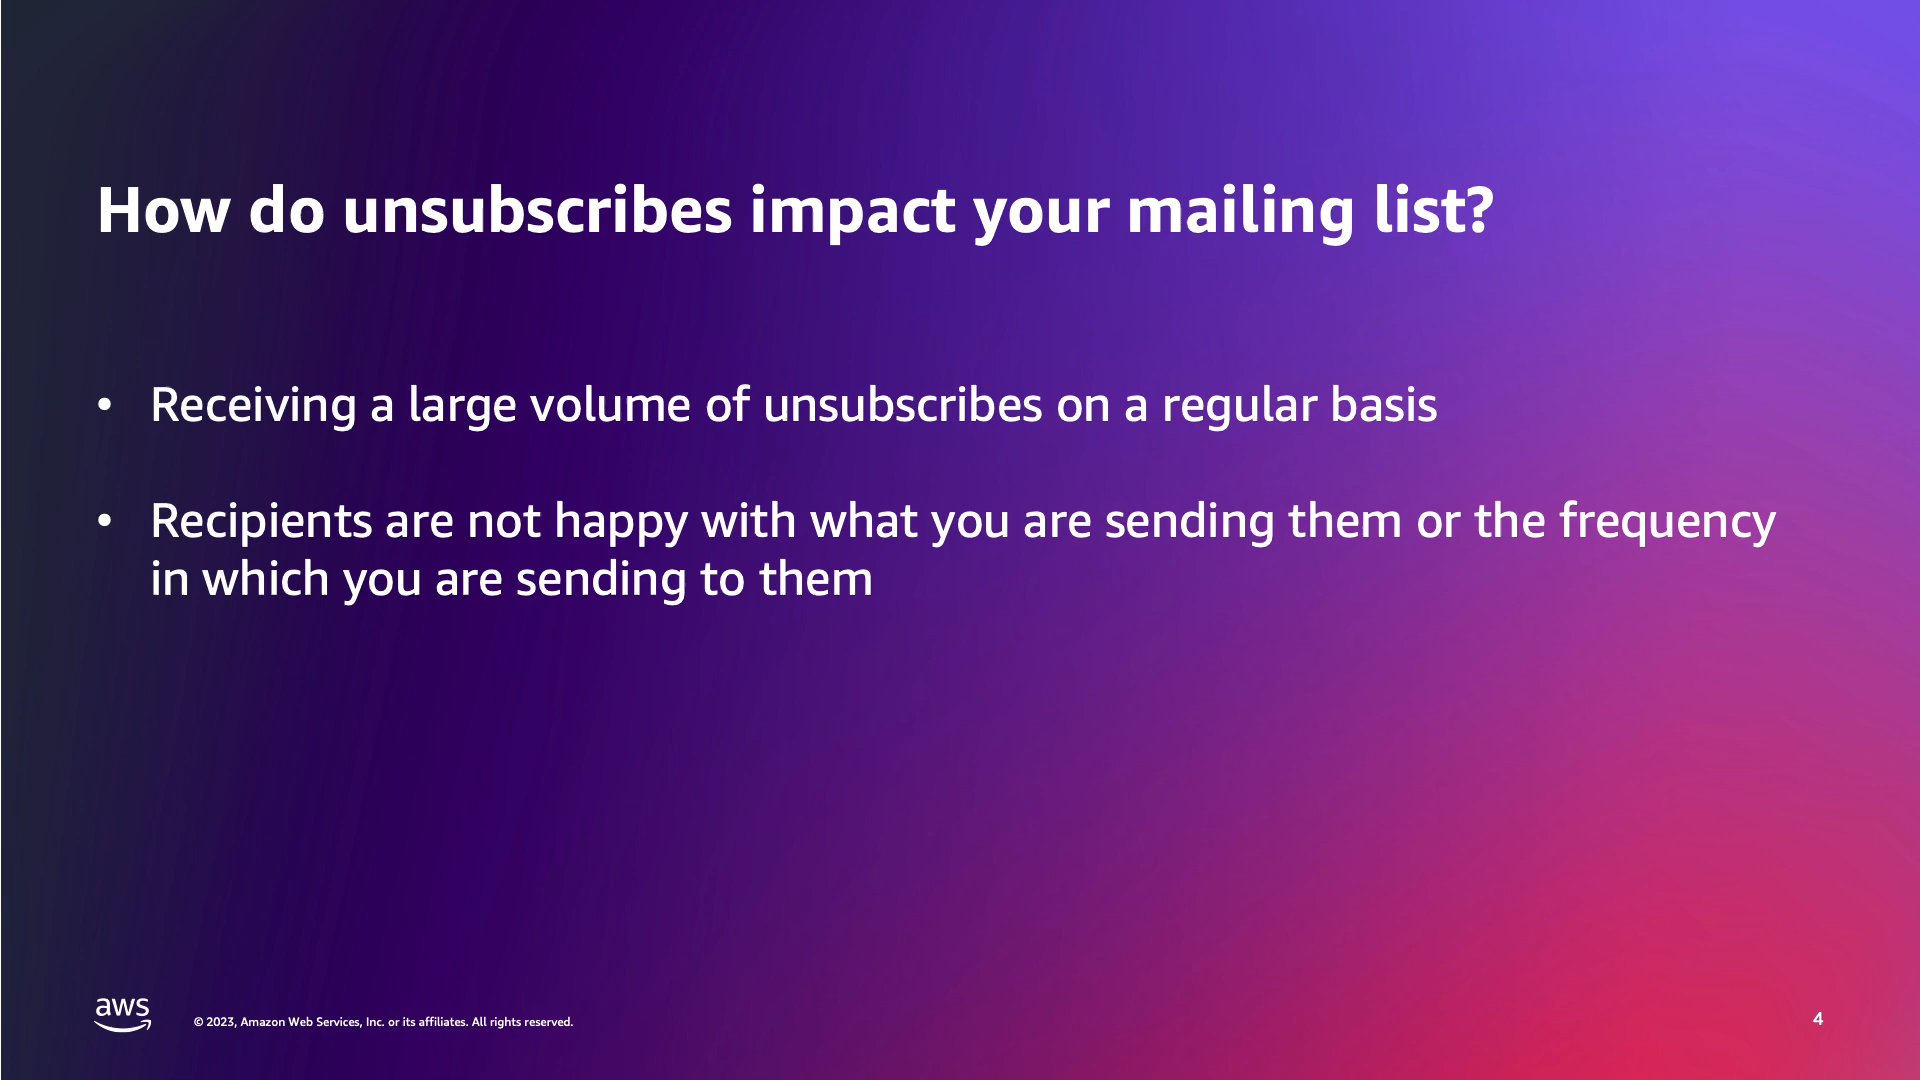 How do unsubscribes impact your mailing list?
• Receiving a large volume of unsubscribes on a regular basis
• Recipients are not happy with what you are sending them or the frequency
in which you are sending to them
aws
© 2023, Amazon Web Services, Inc. or its affiliates. All rights reserved.
4